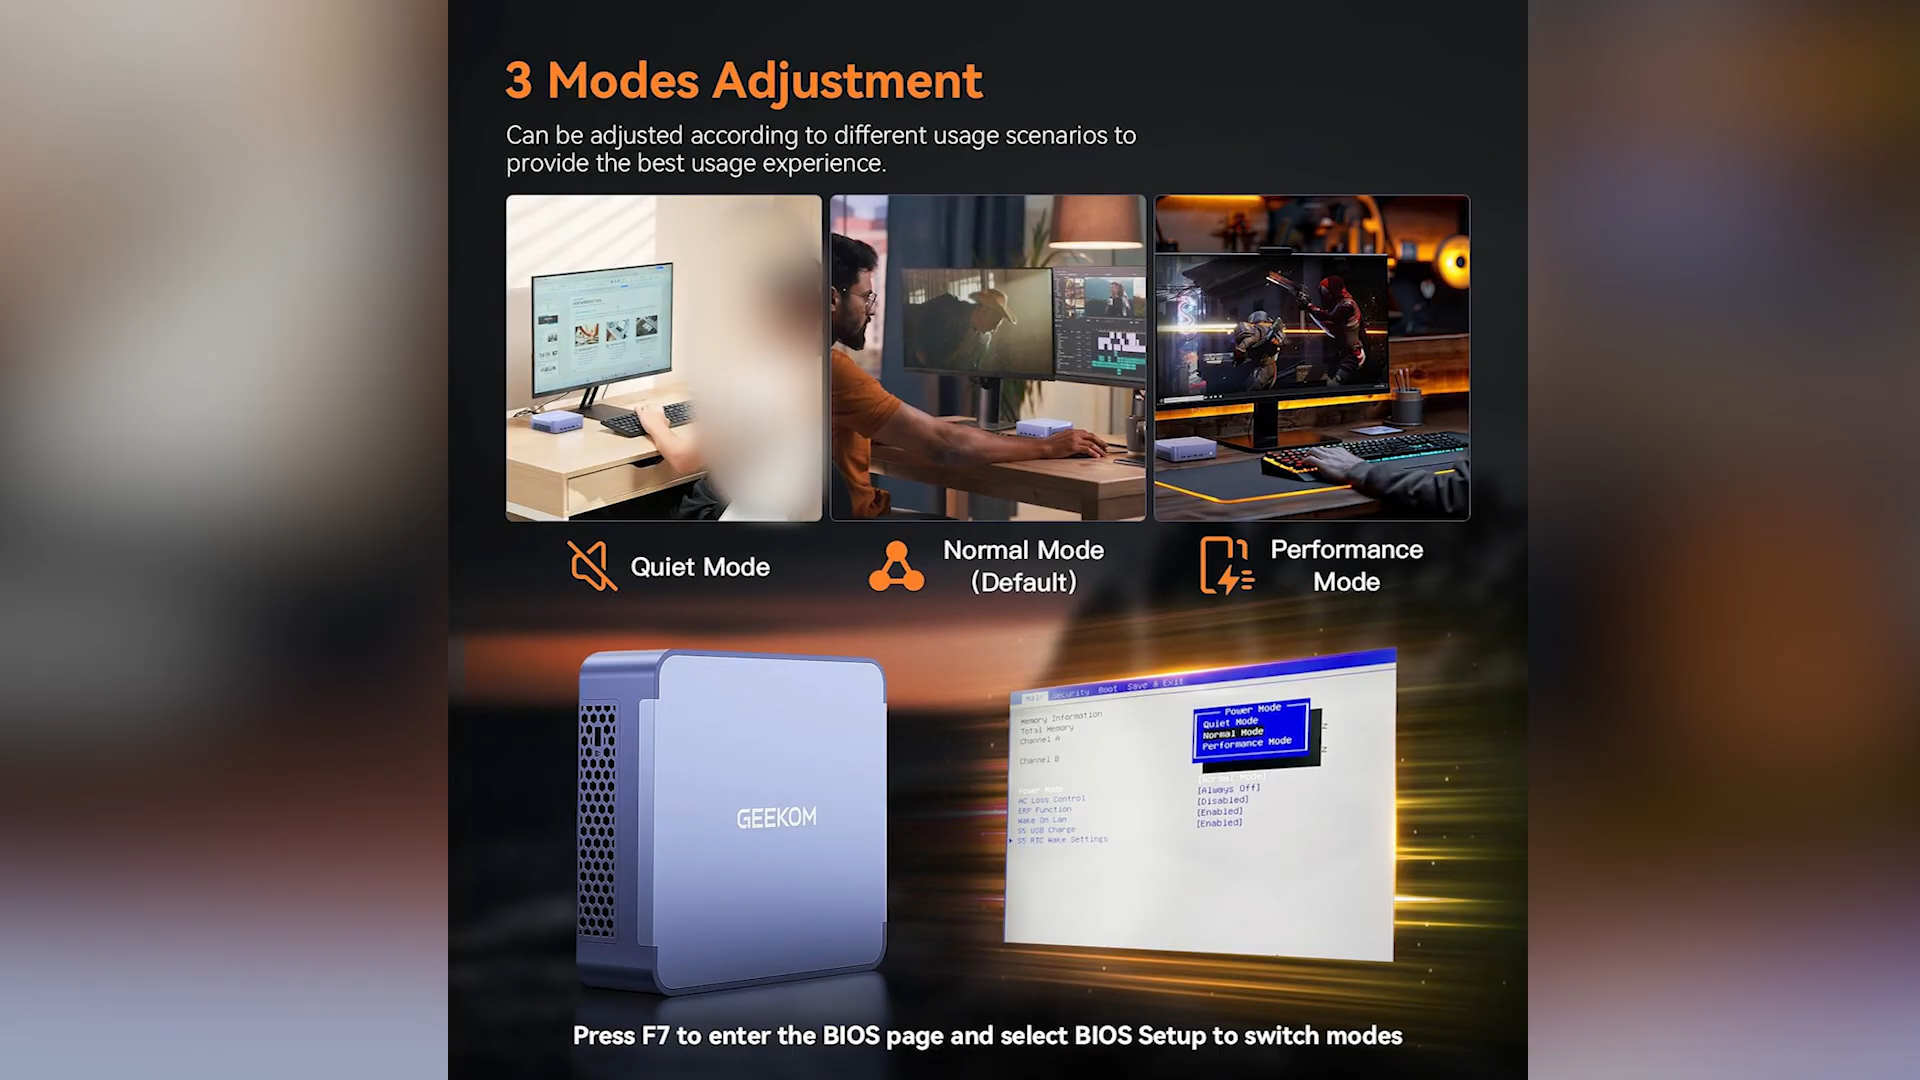 3 Modes Adjustment
Can be adjusted according to different usage scenarios to
provide the best usage experience.
Quiet Mode
Normal Mode
(Default)
Performance
Mode
GEEKOM
Main Security Boot Save & Exit
Memory Information
Total Memory
Channel A
Channel B
Power Mode
AC Loss Control
ERP Function
Wake On Lan
S5 USB Charge
S5 RTC Wake Settings
Power Mode
Quiet Mode
Normal Mode
Performance Mode
[Normal Mode]
[Always Off]
[Disabled]
[Enabled]
[Enabled]
Press F7 to enter the BIOS page and select BIOS Setup to switch modes